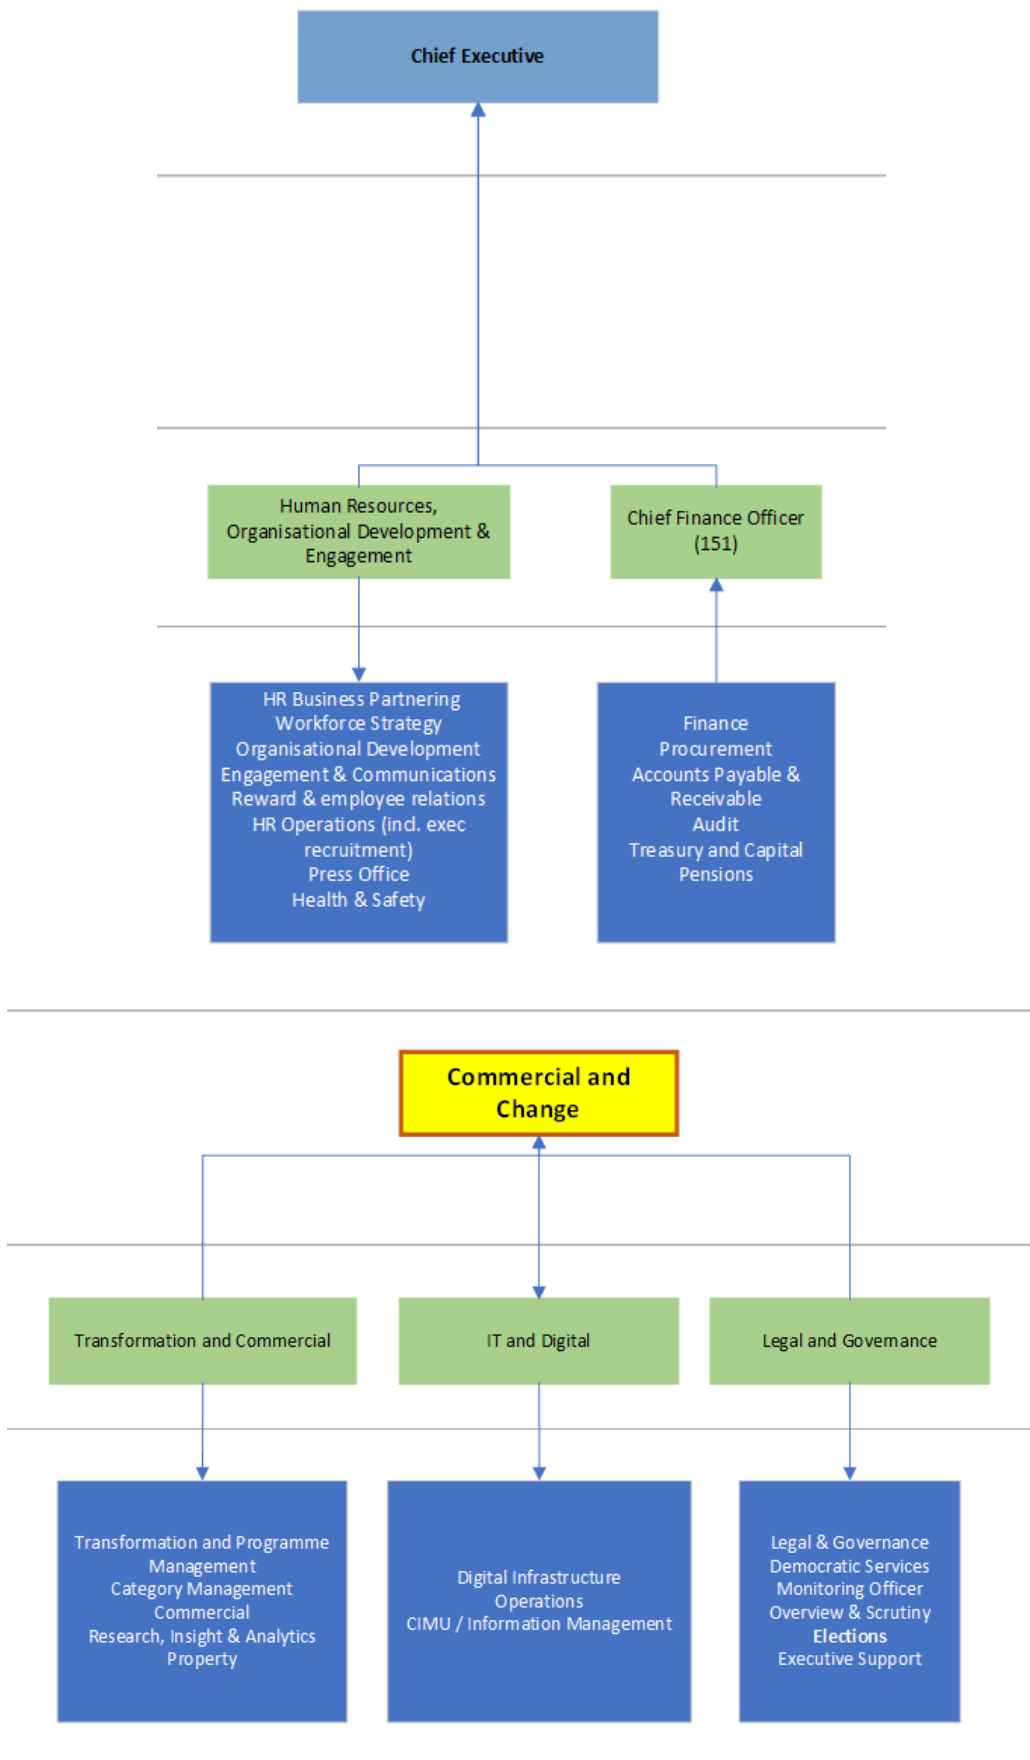 Chief Executive
Human Resources,
Organisational Development &
Engagement
Chief Finance Officer
(151)
HR Business Partnering
Workforce Strategy
Organisational Development
Engagement & Communications
Reward & employee relations
HR Operations (incl. exec
recruitment)
Press Office
Health & Safety
Finance
Procurement
Accounts Payable &
Receivable
Audit
Treasury and Capital
Pensions
Commercial and
Change
Transformation and Commercial
IT and Digital
Legal and Governance
Transformation and Programme
Management
Category Management
Commercial
Research, Insight & Analytics
Property
Digital Infrastructure
Operations
CIMU / Information Management
Legal & Governance
Democratic Services
Monitoring Officer
Overview & Scrutiny
Elections
Executive Support